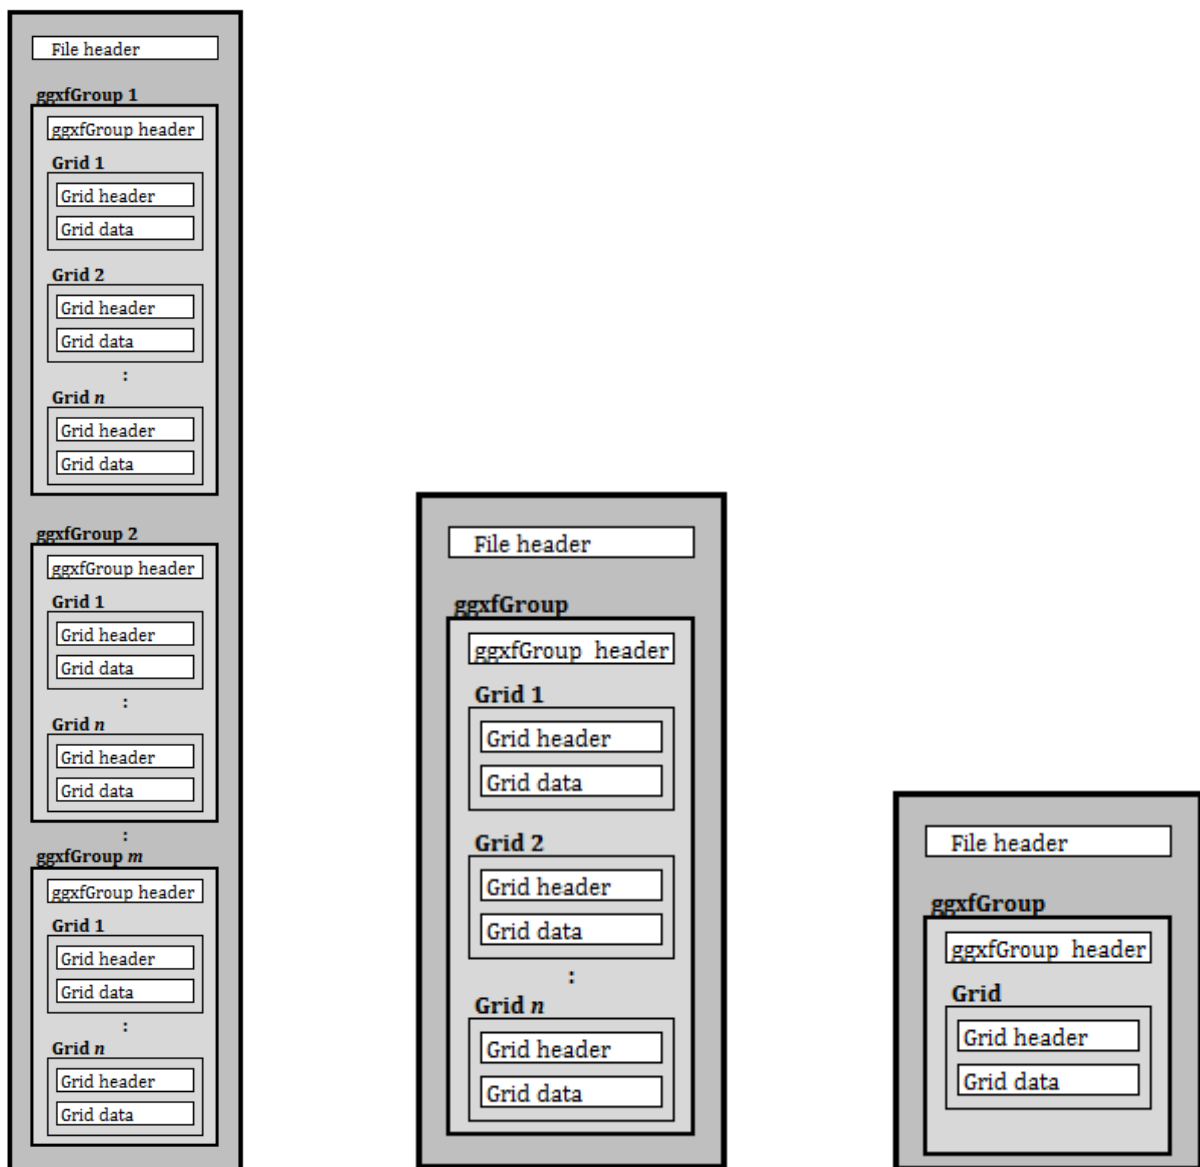 File header
ggxfGroup 1
ggxfGroup header
Grid 1
Grid header
Grid data
Grid 2
Grid header
Grid data
:
Grid n
Grid header
Grid data
ggxfGroup 2
ggxfGroup header
Grid 1
Grid header
Grid data
:
Grid n
Grid header
Grid data
:
ggxfGroup m
ggxfGroup header
Grid 1
Grid header
Grid data
:
Grid n
Grid header
Grid data
File header
ggxfGroup
ggxfGroup header
Grid 1
Grid header
Grid data
Grid 2
Grid header
Grid data
:
Grid n
Grid header
Grid data
File header
ggxfGroup
ggxfGroup header
Grid
Grid header
Grid data